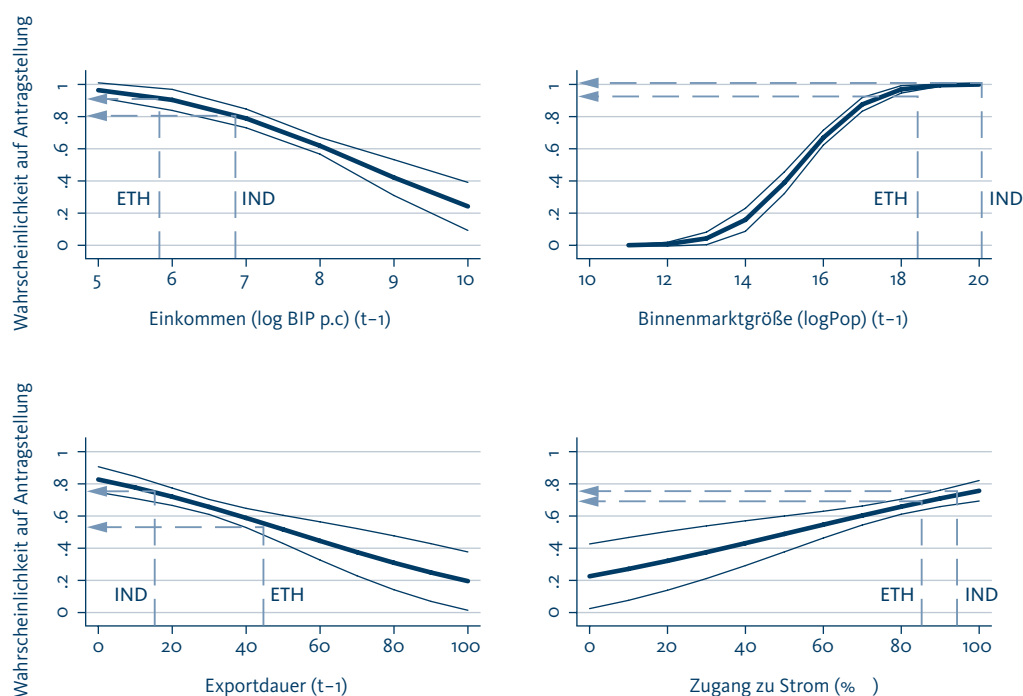 Wahrscheinlichkeit auf Antragstellung
1
.8
.6
.4
.2
0
ETH
IND
5 6 7 8 9 10
Einkommen (log BIP p.c) (t–1)
1
.8
.6
.4
.2
0
ETH
IND
10 12 14 16 18 20
Binnenmarktgröße (logPop) (t–1)
Wahrscheinlichkeit auf Antragstellung
1
.8
.6
.4
.2
0
IND
ETH
0 20 40 60 80 100
Exportdauer (t–1)
1
.8
.6
.4
.2
0
ETH
IND
0 20 40 60 80 100
Zugang zu Strom (% )